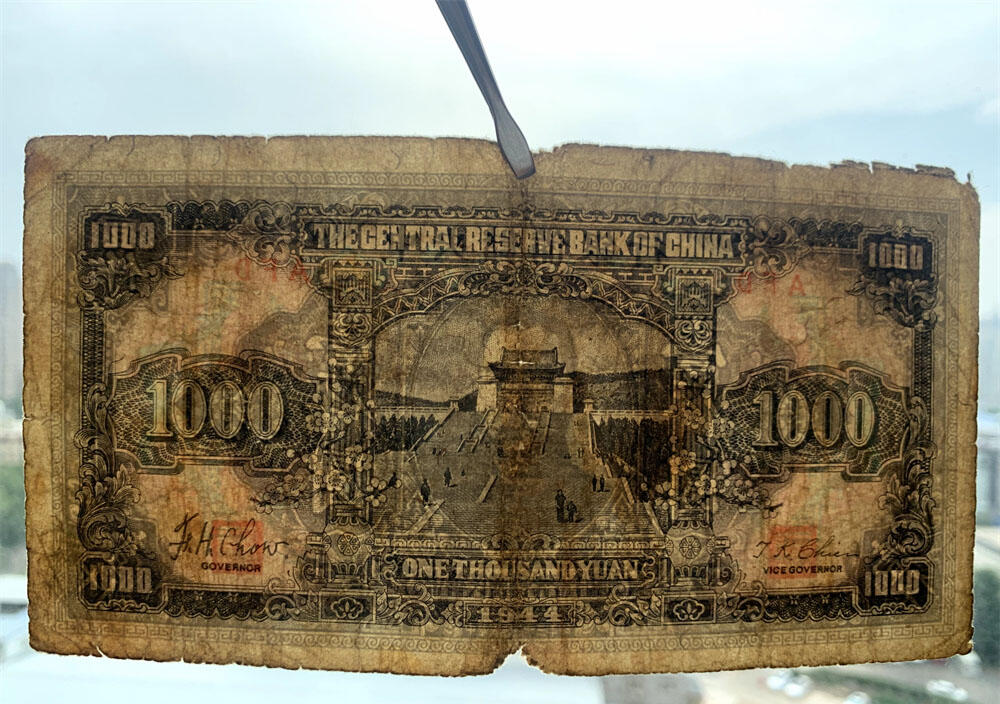 1000 THE CENTRAL RESERVE BANK OF CHINA 1000
1000 1000
F.H.Chow
GOVERNOR VICE GOVERNOR
1000 ONE THOUSAND YUAN 1000
1944